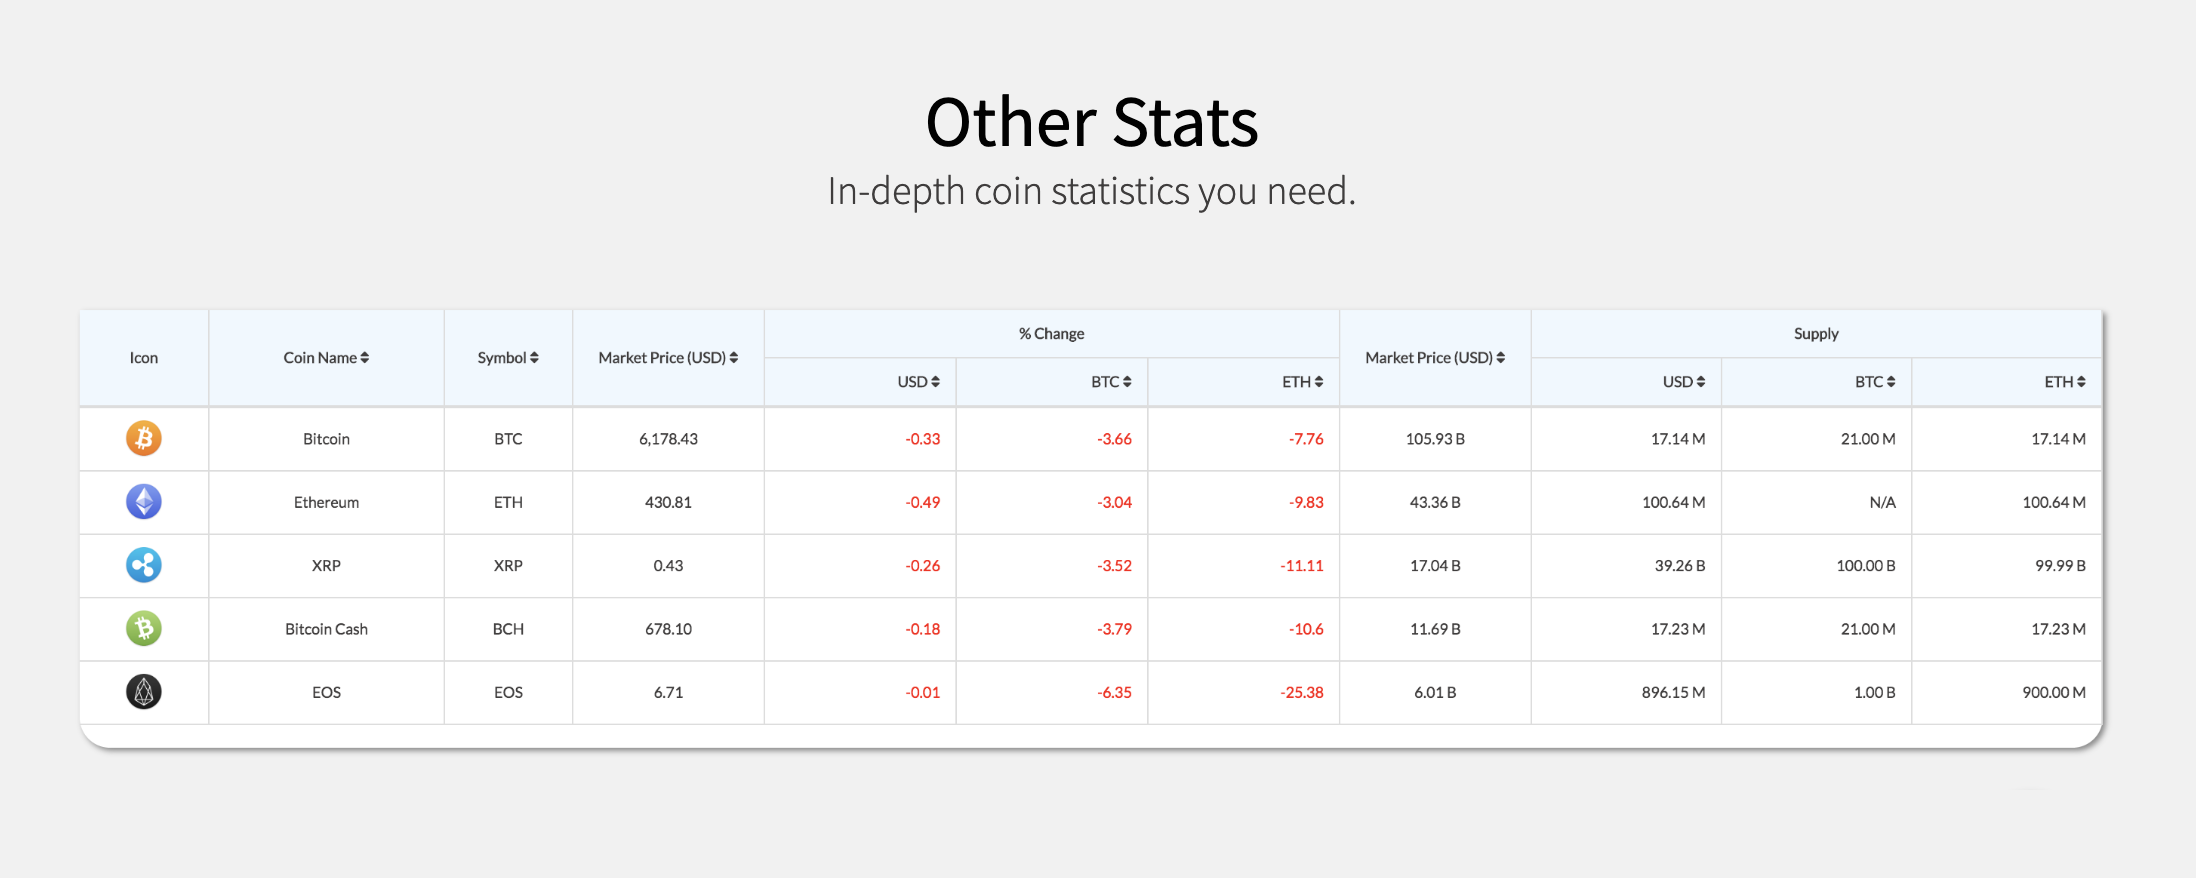 Other Stats
In-depth coin statistics you need.
Icon Coin Name Symbol Market Price (USD) % Change Market Price (USD) Supply
USD BTC ETH USD BTC ETH
Bitcoin BTC 6,178.43 -0.33 -3.66 -7.76 105.93 B 17.14 M 21.00 M 17.14 M
Ethereum ETH 430.81 -0.49 -3.04 -9.83 43.36 B 100.64 M N/A 100.64 M
XRP XRP 0.43 -0.26 -3.52 -11.11 17.04 B 39.26 B 100.00 B 99.99 B
Bitcoin Cash BCH 678.10 -0.18 -3.79 -10.6 11.69 B 17.23 M 21.00 M 17.23 M
EOS EOS 6.71 -0.01 -6.35 -25.38 6.01 B 896.15 M 1.00 B 900.00 M